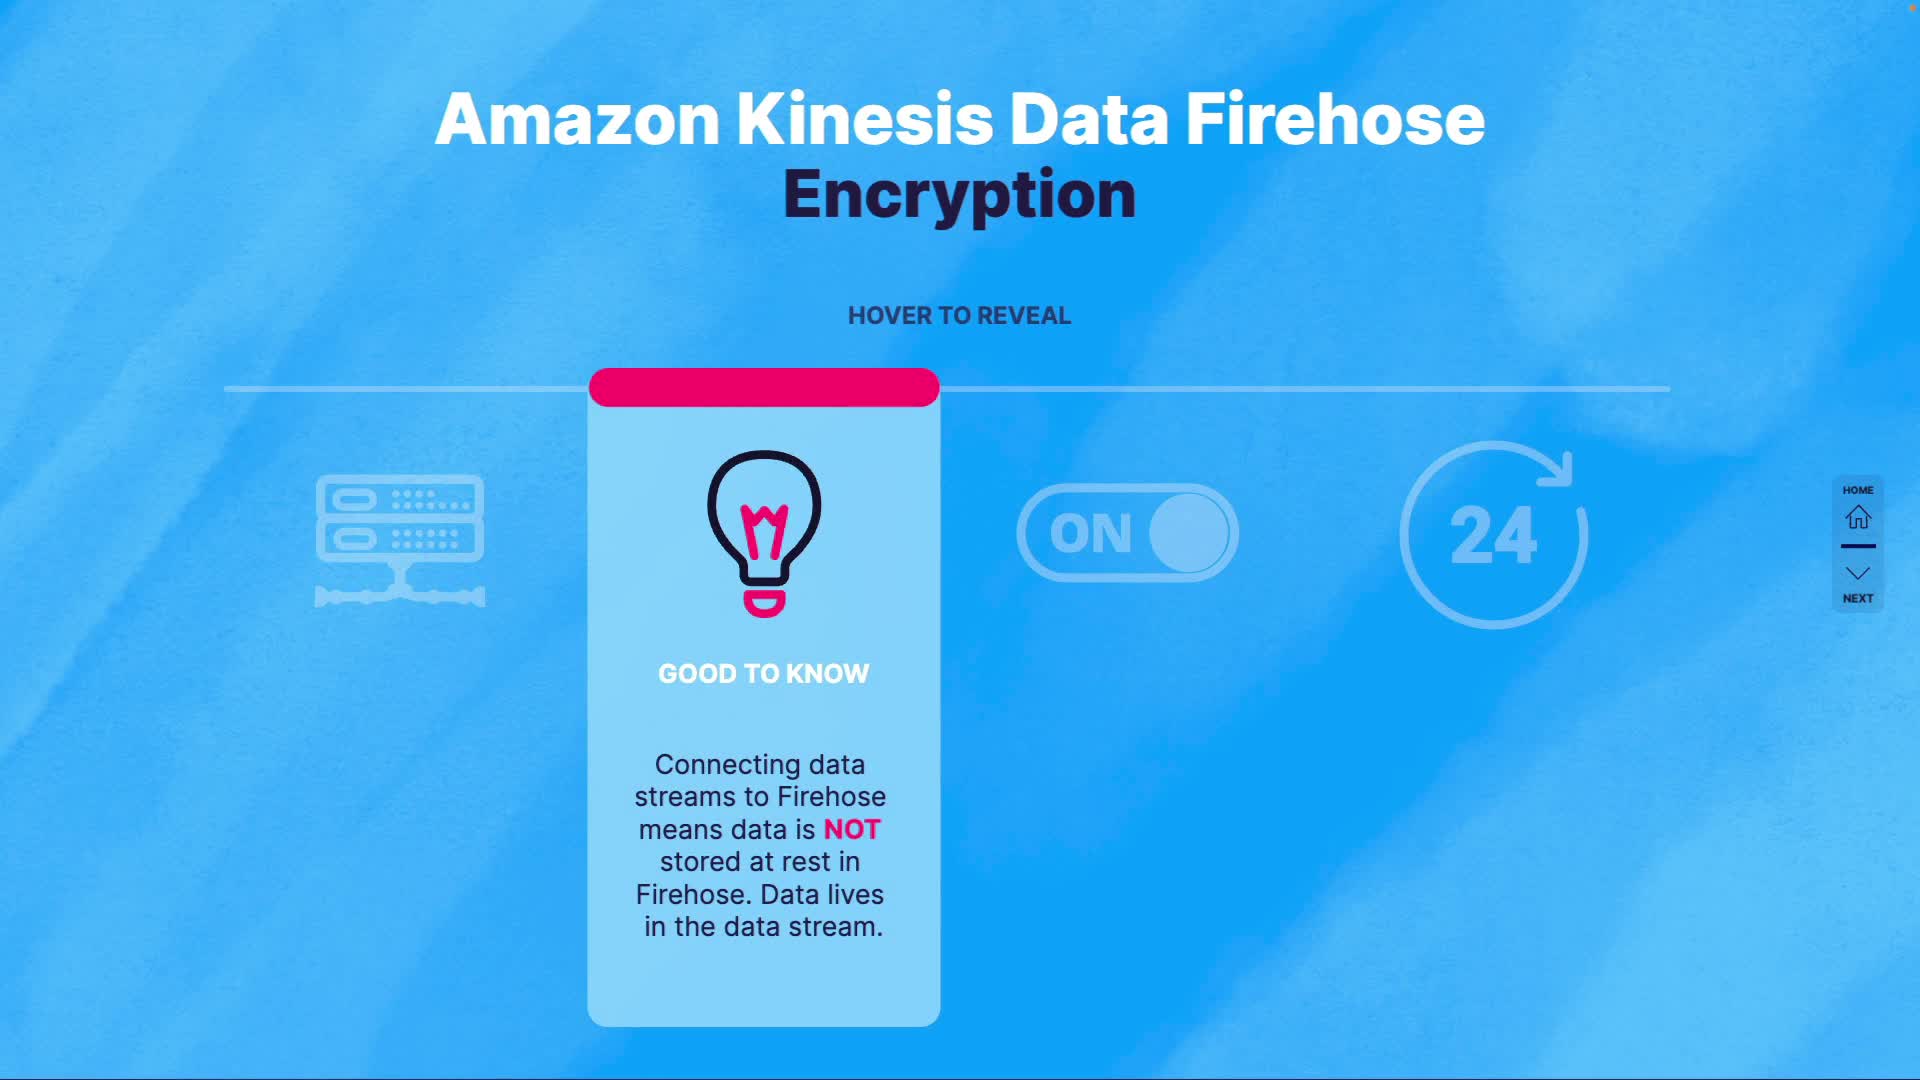 Amazon Kinesis Data Firehose
Encryption
HOVER TO REVEAL
ON
24
HOME
NEXT
GOOD TO KNOW
Connecting data
streams to Firehose
means data is NOT
stored at rest in
Firehose. Data lives
in the data stream.